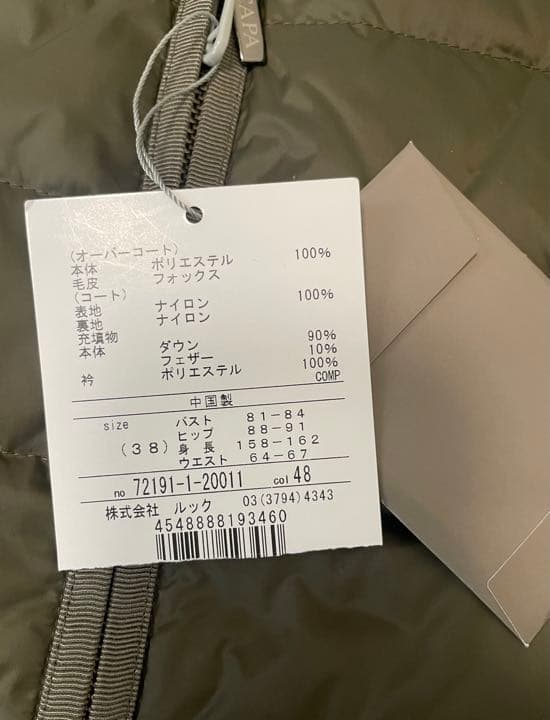 TAPA
(オーバーコート)
本体 ポリエステル 100%
毛皮 フォックス
(コート)
表地 ナイロン 100%
裏地 ナイロン
充填物
本体 ダウン 90%
フェザー 10%
衿 ポリエステル 100%
COMP
中国製
size バスト 81-84
ヒップ 88-91
(38) 身長 158-162
ウエスト 64-67
no 72191-1-20011 col 48
株式会社 ルック 03(3794)4343
4548888193460